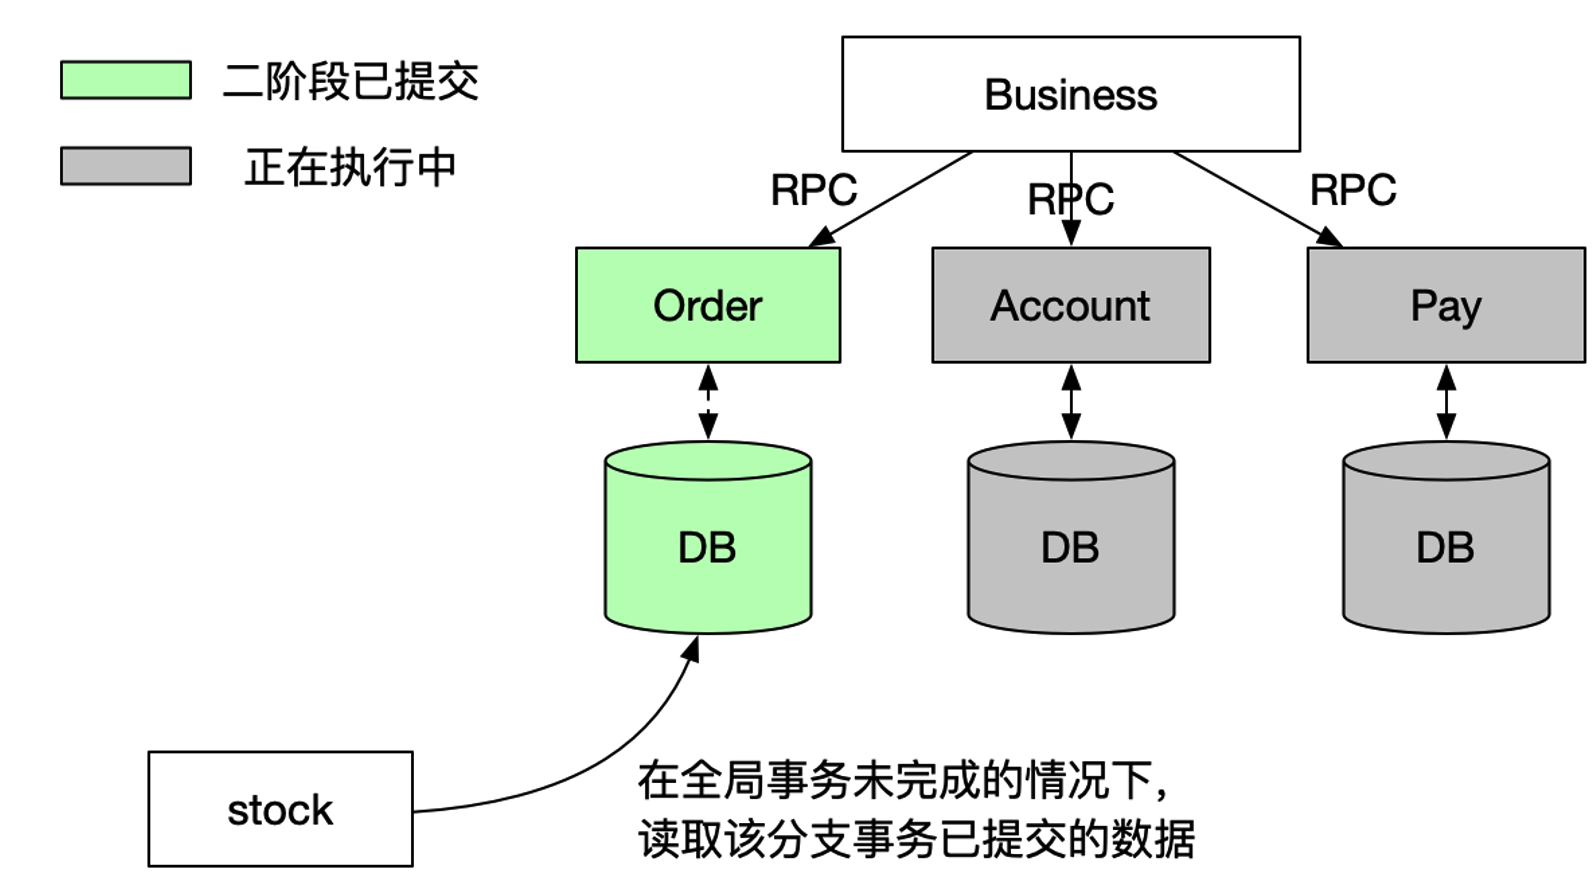 二阶段已提交
正在执行中
Business
RPC
RPC
RPC
Order
Account
Pay
DB
DB
DB
stock
在全局事务未完成的情况下，
读取该分支事务已提交的数据